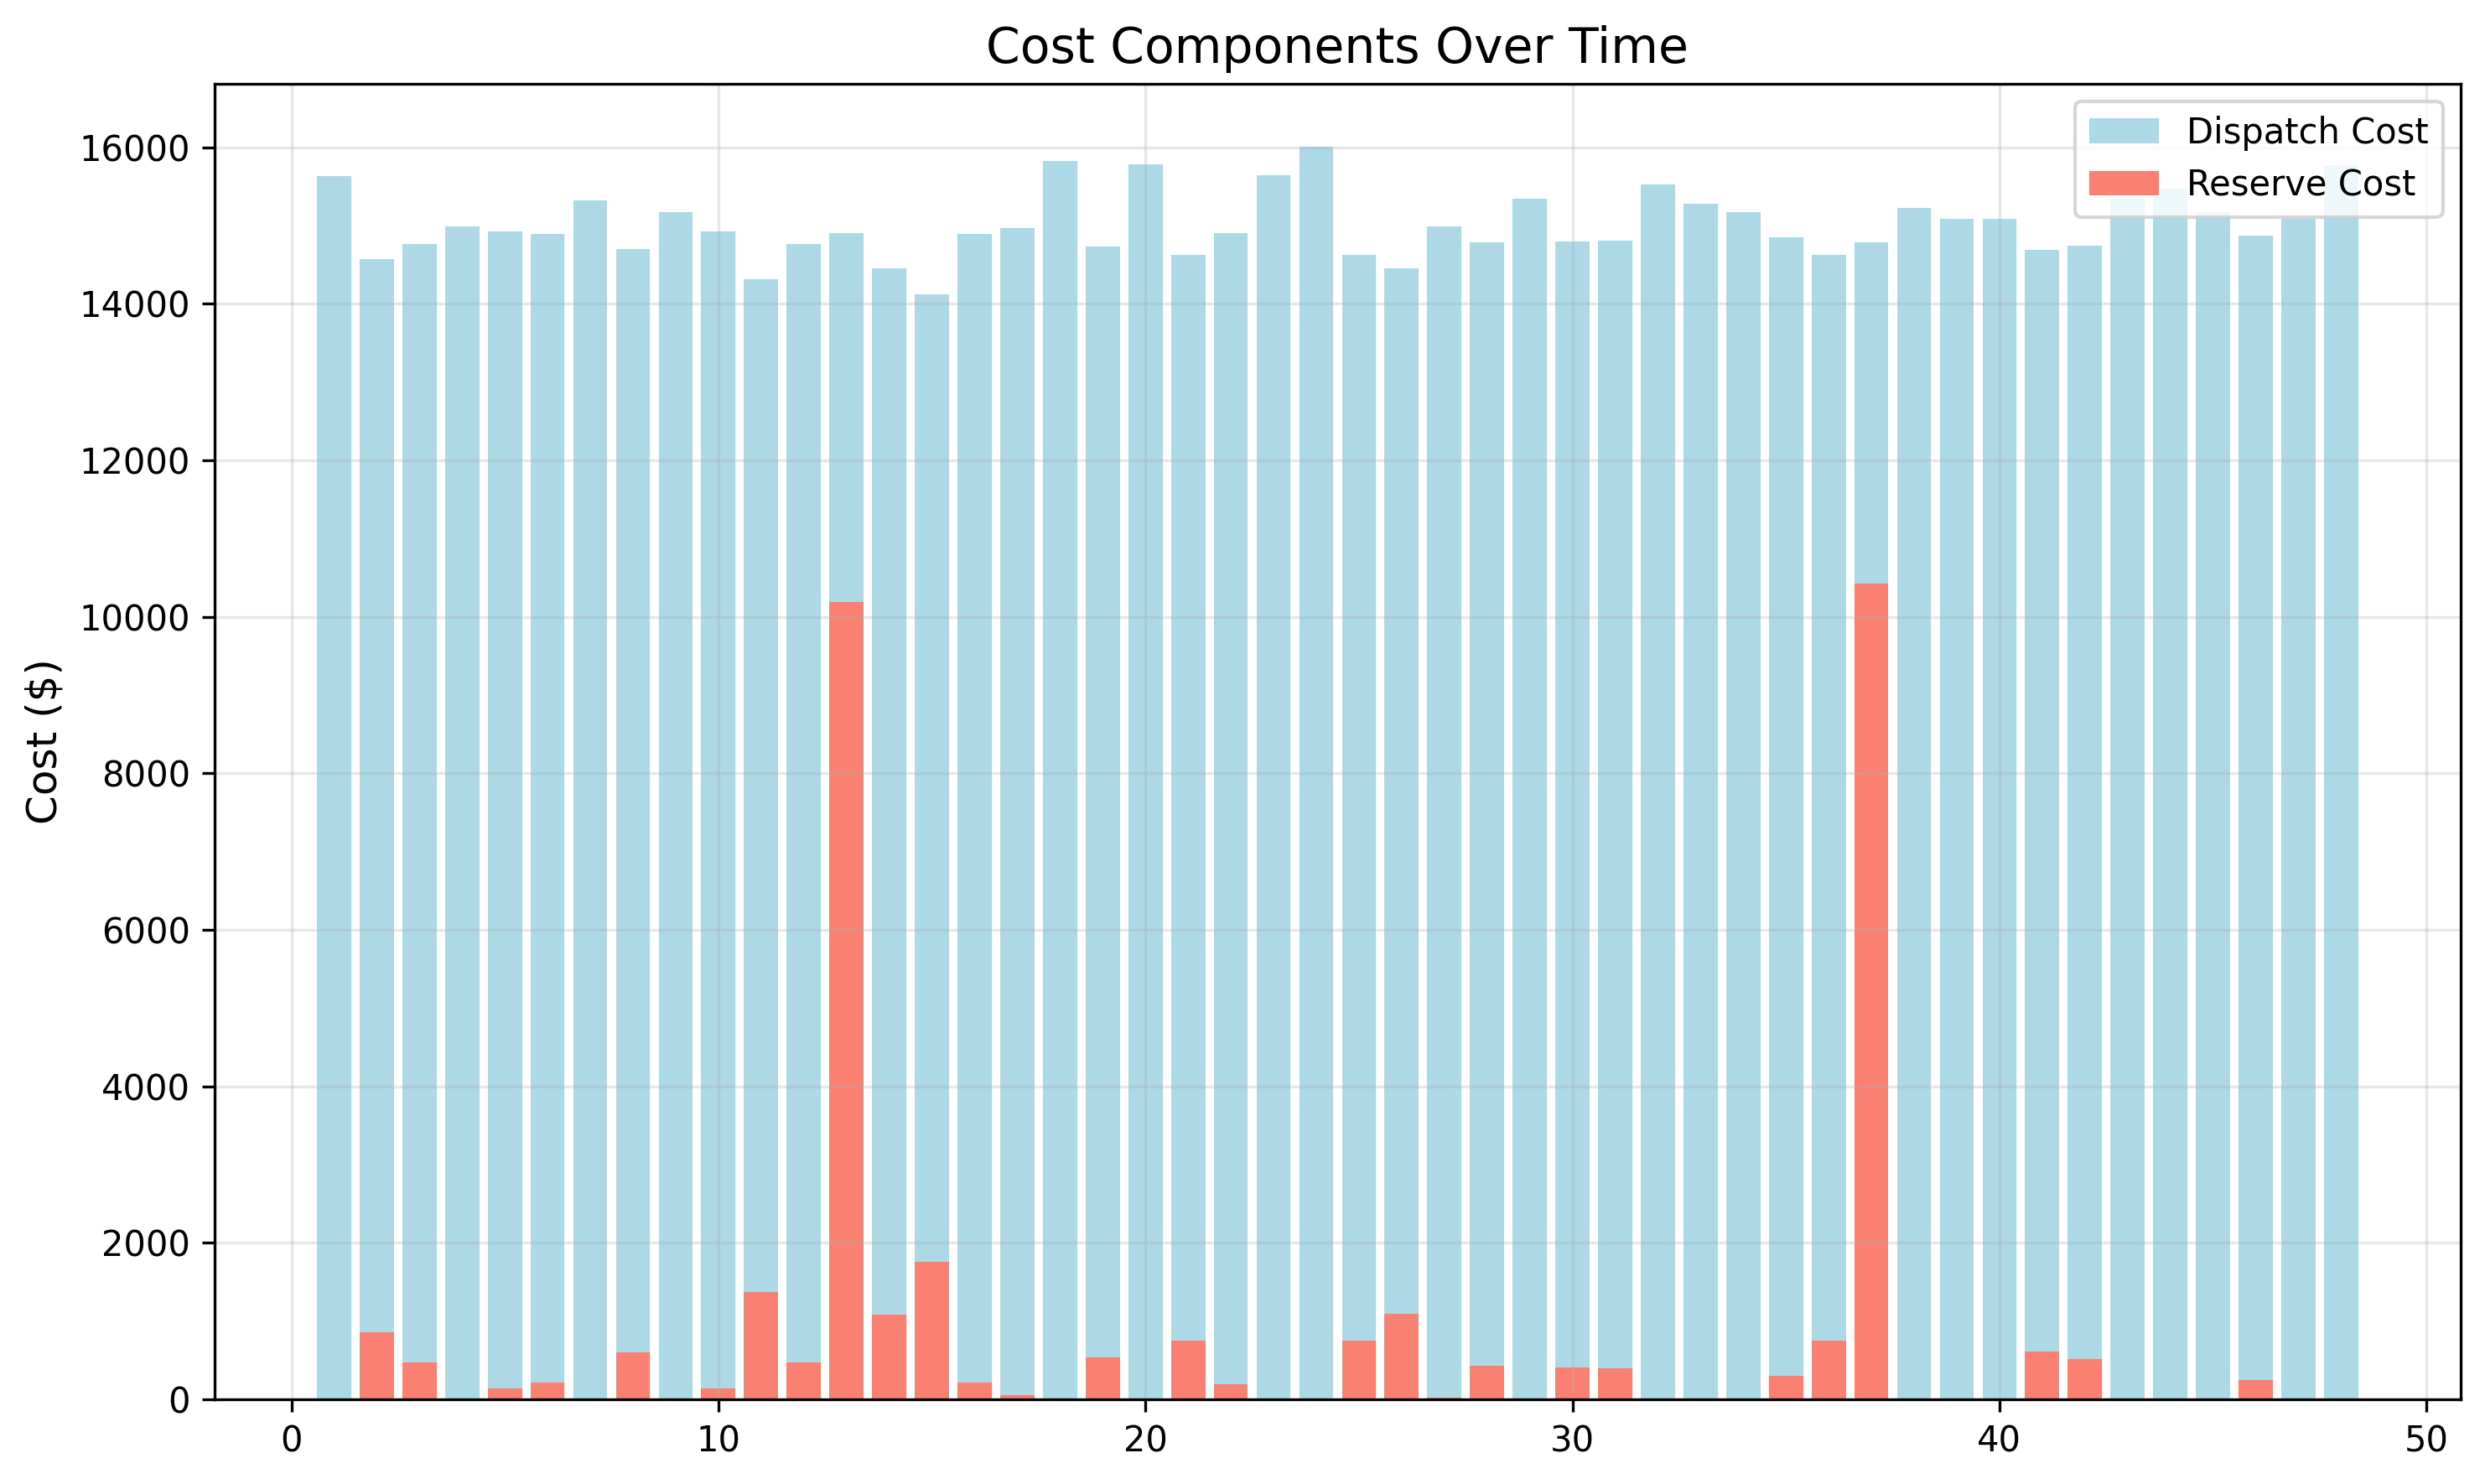 Cost Components Over Time
Dispatch Cost
Reserve Cost
Cost ($)
16000
14000
12000
10000
8000
6000
4000
2000
0
0 10 20 30 40 50